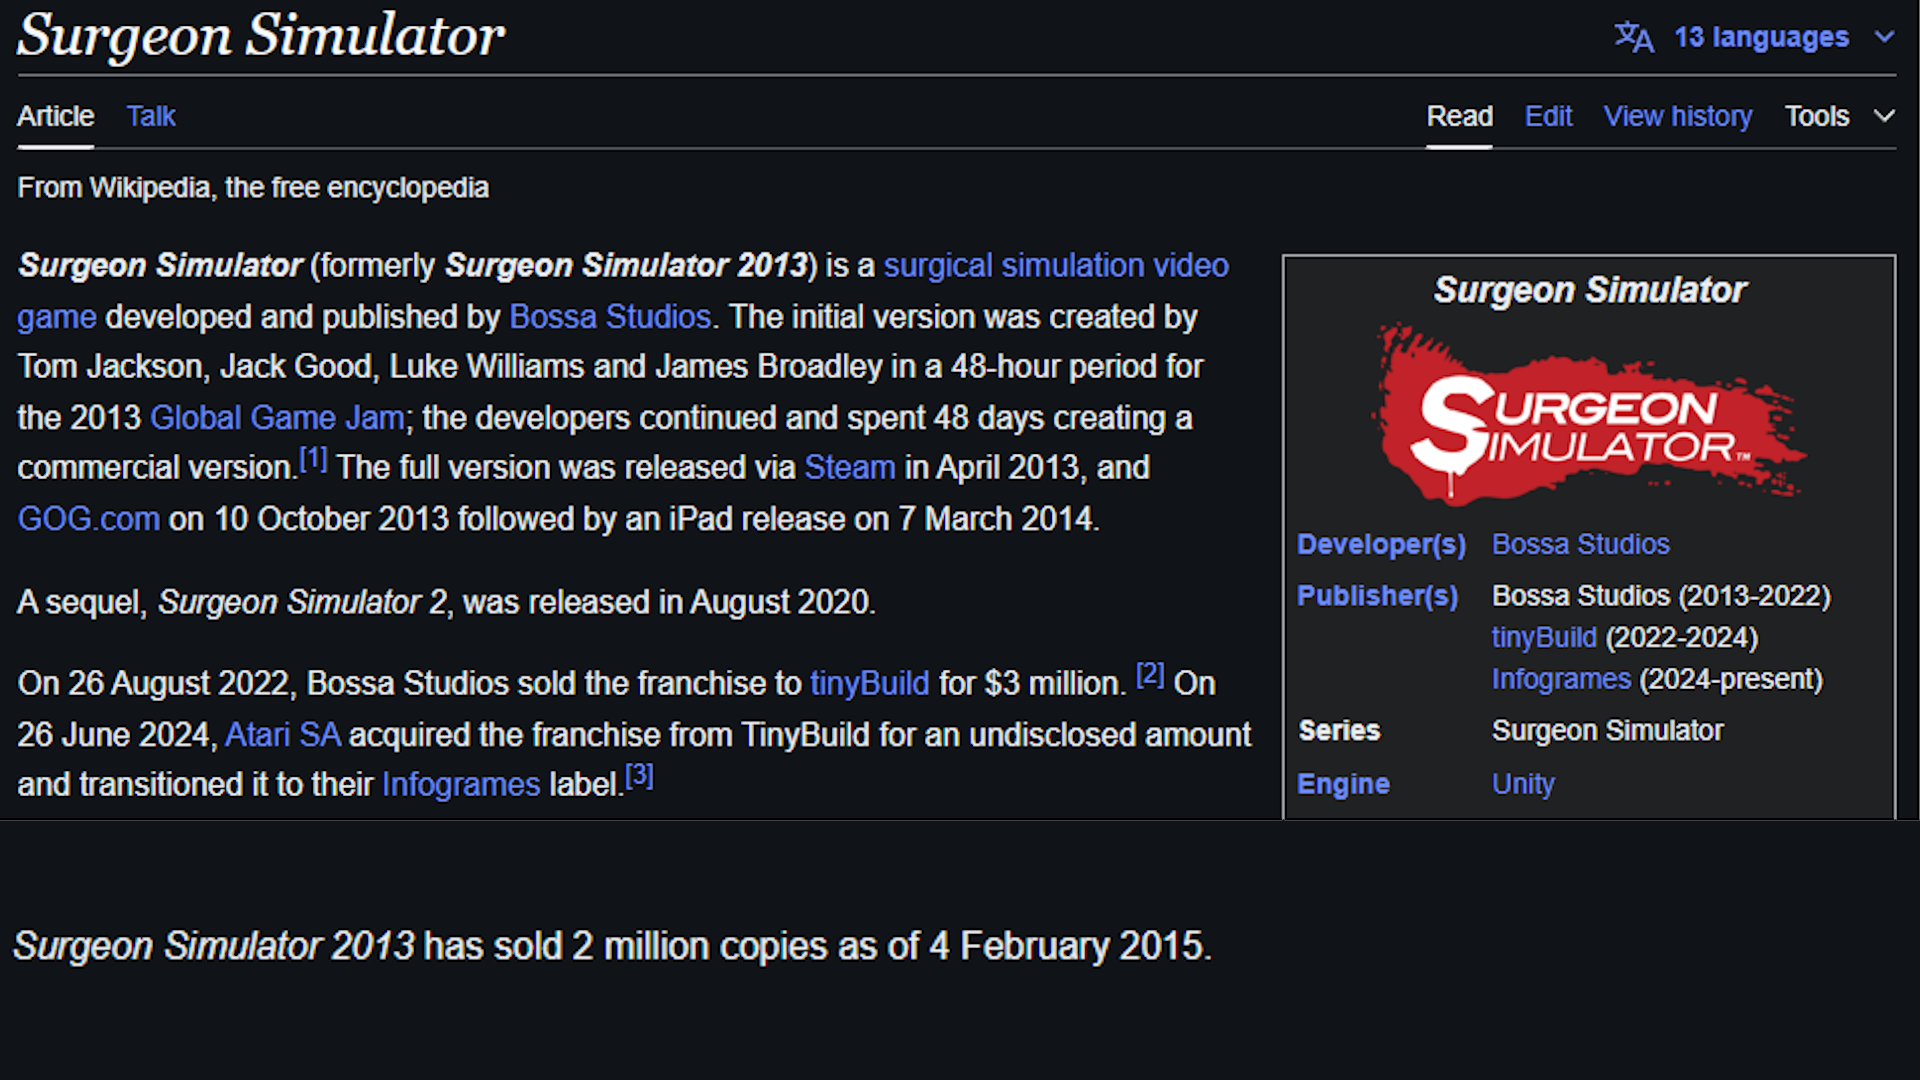 Surgeon Simulator
13 languages
Article Talk
Read Edit View history Tools
From Wikipedia, the free encyclopedia
Surgeon Simulator (formerly Surgeon Simulator 2013) is a surgical simulation video
game developed and published by Bossa Studios. The initial version was created by
Tom Jackson, Jack Good, Luke Williams and James Broadley in a 48-hour period for
the 2013 Global Game Jam; the developers continued and spent 48 days creating a
commercial version.[1] The full version was released via Steam in April 2013, and
GOG.com on 10 October 2013 followed by an iPad release on 7 March 2014.
A sequel, Surgeon Simulator 2, was released in August 2020.
On 26 August 2022, Bossa Studios sold the franchise to tinyBuild for $3 million. [2] On
26 June 2024, Atari SA acquired the franchise from TinyBuild for an undisclosed amount
and transitioned it to their Infogrames label.[3]
Surgeon Simulator
SURGEON
SIMULATOR™
Developer(s) Bossa Studios
Publisher(s) Bossa Studios (2013-2022)
tinyBuild (2022-2024)
Infogrames (2024-present)
Series Surgeon Simulator
Engine Unity
Surgeon Simulator 2013 has sold 2 million copies as of 4 February 2015.